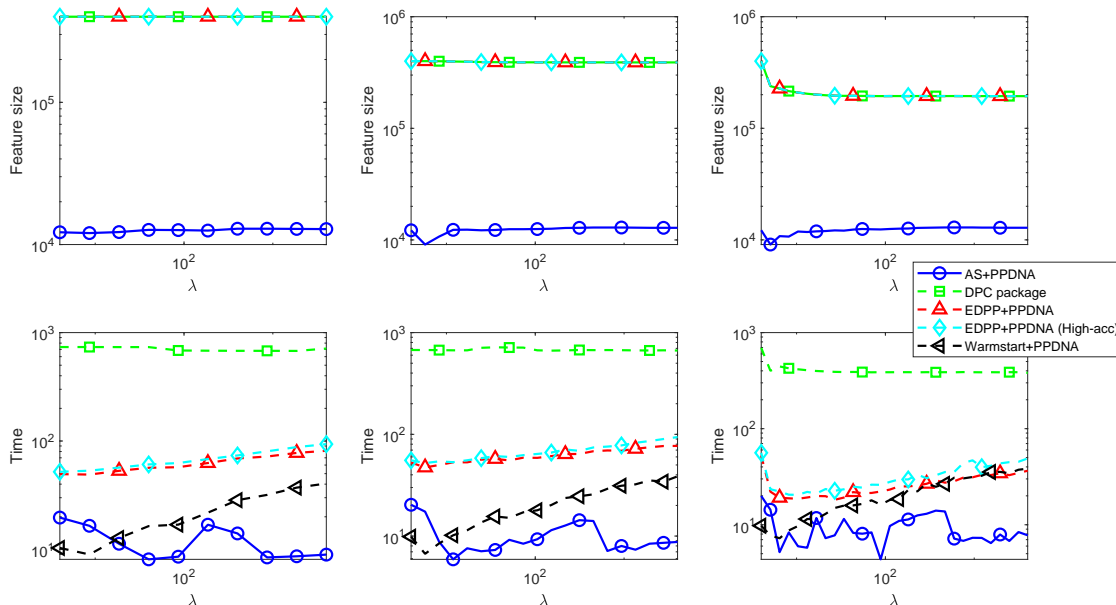 Feature size
10^5
10^4
10^2
λ
Feature size
10^6
10^5
10^4
10^2
λ
Feature size
10^6
10^5
10^4
10^2
λ
AS+PPDNA
DPC package
EDPP+PPDNA
EDPP+PPDNA (High-acc)
Warmstart+PPDNA
Time
10^3
10^2
10^1
10^2
λ
Time
10^3
10^2
10^1
10^2
λ
Time
10^3
10^2
10^1
10^2
λ